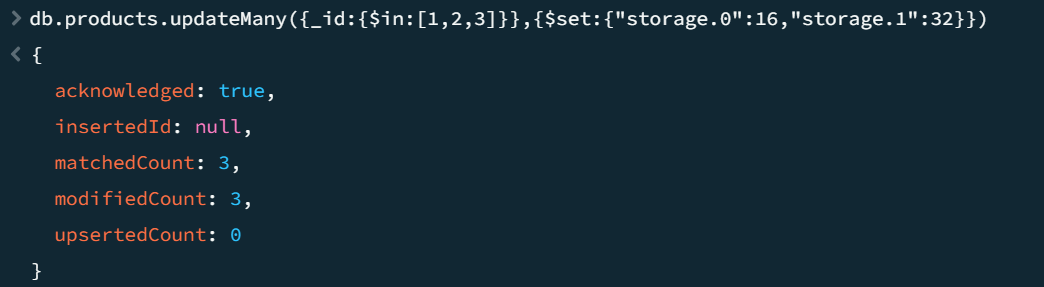 > db.products.updateMany({_id:{$in:[1,2,3]}},{$set:{"storage.0":16,"storage.1":32}})
< {
acknowledged: true,
insertedId: null,
matchedCount: 3,
modifiedCount: 3,
upsertedCount: 0
}